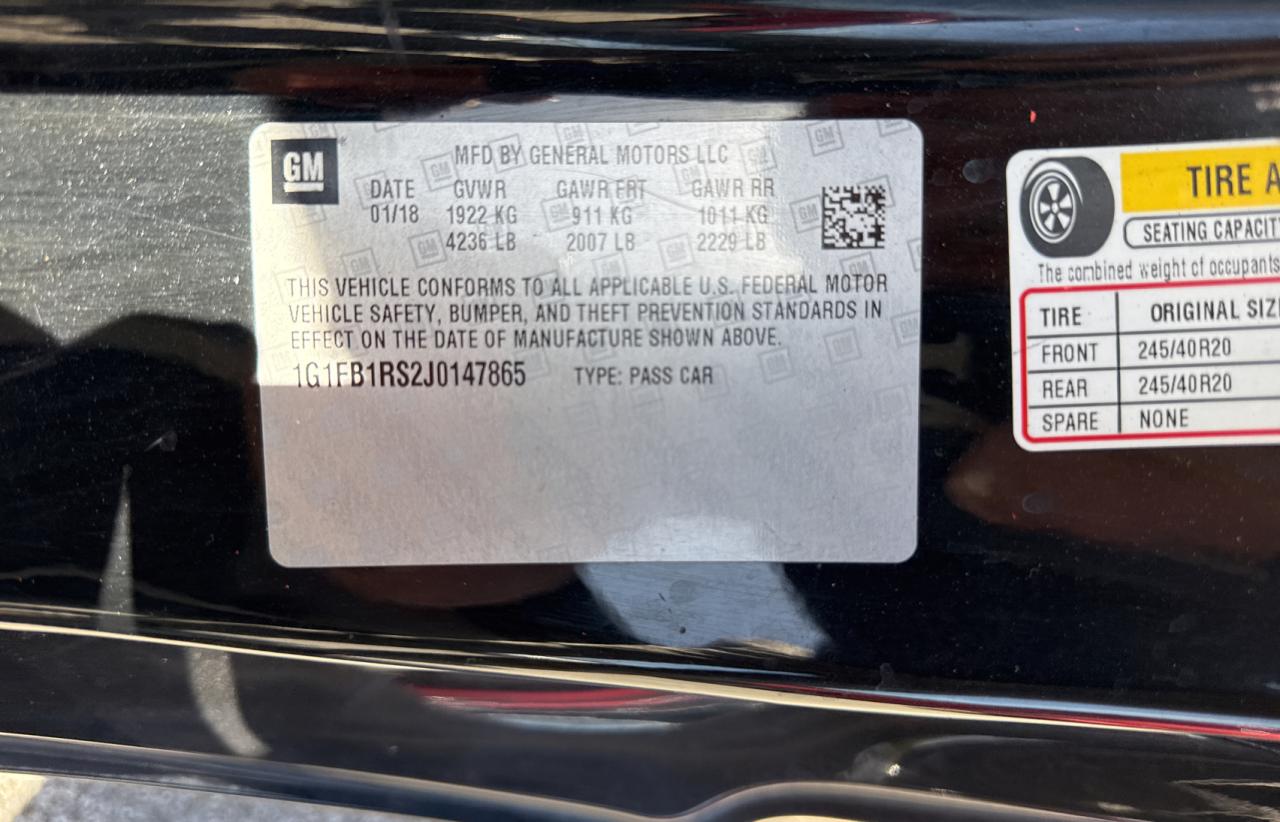 GM
MFD BY GENERAL MOTORS LLC
DATE GVWR GAWR FRT GAWR RR
01/18 1922 KG 911 KG 1011 KG
4236 LB 2007 LB 2229 LB
THIS VEHICLE CONFORMS TO ALL APPLICABLE U.S. FEDERAL MOTOR
VEHICLE SAFETY, BUMPER, AND THEFT PREVENTION STANDARDS IN
EFFECT ON THE DATE OF MANUFACTURE SHOWN ABOVE.
1G1FB1RS2J0147865 TYPE: PASS CAR
TIRE A
SEATING CAPACIT
The combined weight of occupants
TIRE ORIGINAL SIZ
FRONT 245/40R20
REAR 245/40R20
SPARE NONE